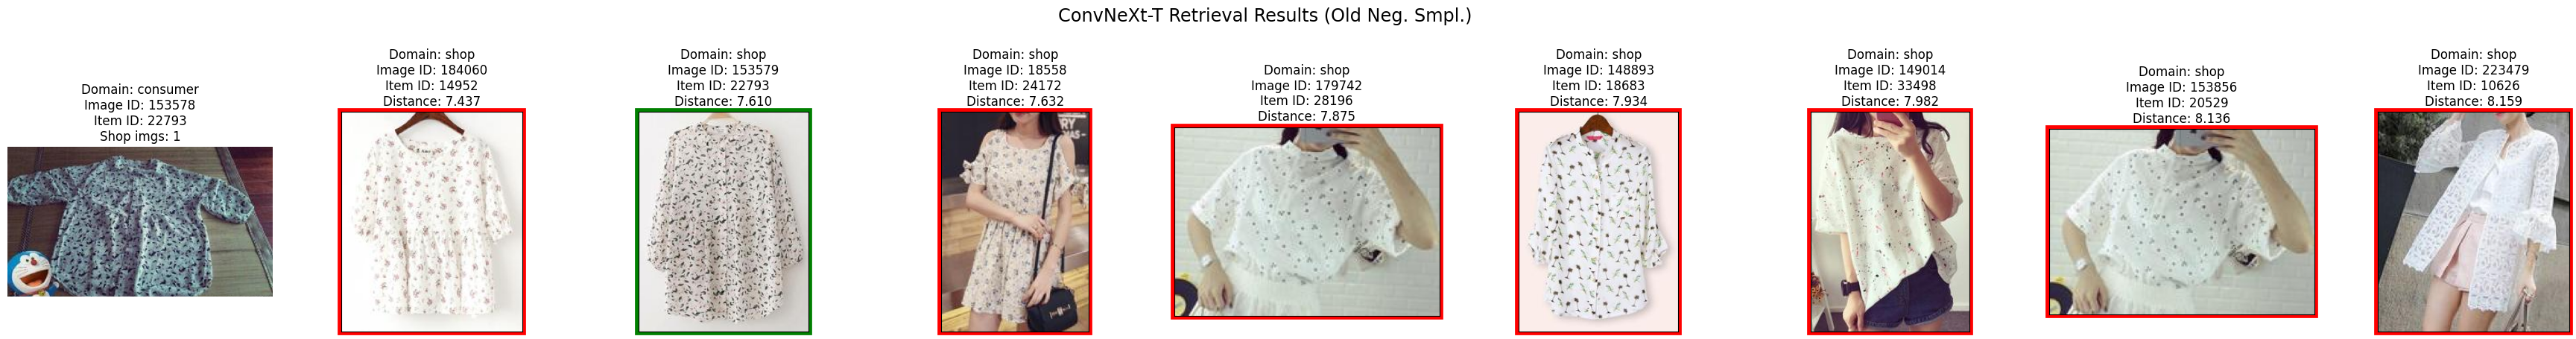 ConvNeXt-T Retrieval Results (Old Neg. Smpl.)
Domain: consumer
Image ID: 153578
Item ID: 22793
Shop imgs: 1
Domain: shop
Image ID: 184060
Item ID: 14952
Distance: 7.437
Domain: shop
Image ID: 153579
Item ID: 22793
Distance: 7.610
Domain: shop
Image ID: 18558
Item ID: 24172
Distance: 7.632
Domain: shop
Image ID: 179742
Item ID: 28196
Distance: 7.875
Domain: shop
Image ID: 148893
Item ID: 18683
Distance: 7.934
Domain: shop
Image ID: 149014
Item ID: 33498
Distance: 7.982
Domain: shop
Image ID: 153856
Item ID: 20529
Distance: 8.136
Domain: shop
Image ID: 223479
Item ID: 10626
Distance: 8.159